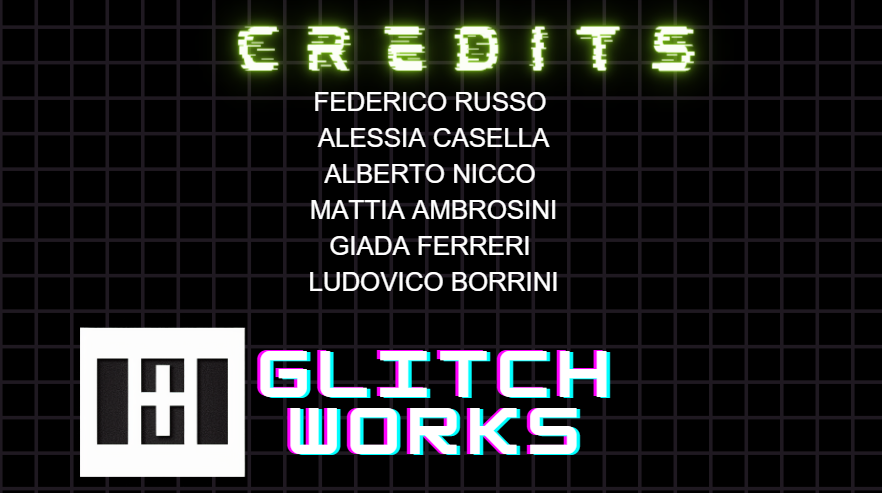 CREDITS
FEDERICO RUSSO
ALESSIA CASELLA
ALBERTO NICCO
MATTIA AMBROSINI
GIADA FERRERI
LUDOVICO BORRINI
GLITCH
WORKS